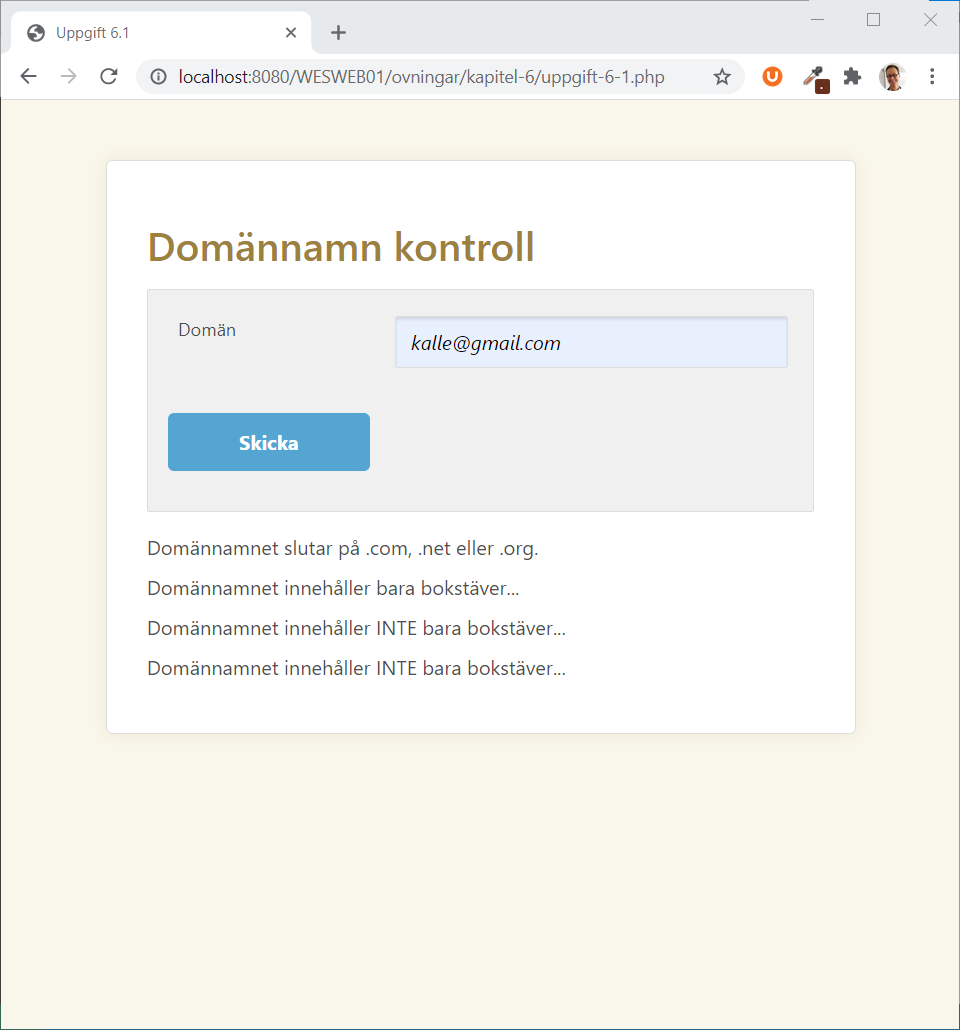 Uppgift 6.1
localhost:8080/WESWEB01/ovningar/kapitel-6/uppgift-6-1.php
Domännamn kontroll
Domän
kalle@gmail.com
Skicka
Domännamnet slutar på .com, .net eller .org.
Domännamnet innehåller bara bokstäver...
Domännamnet innehåller INTE bara bokstäver...
Domännamnet innehåller INTE bara bokstäver...